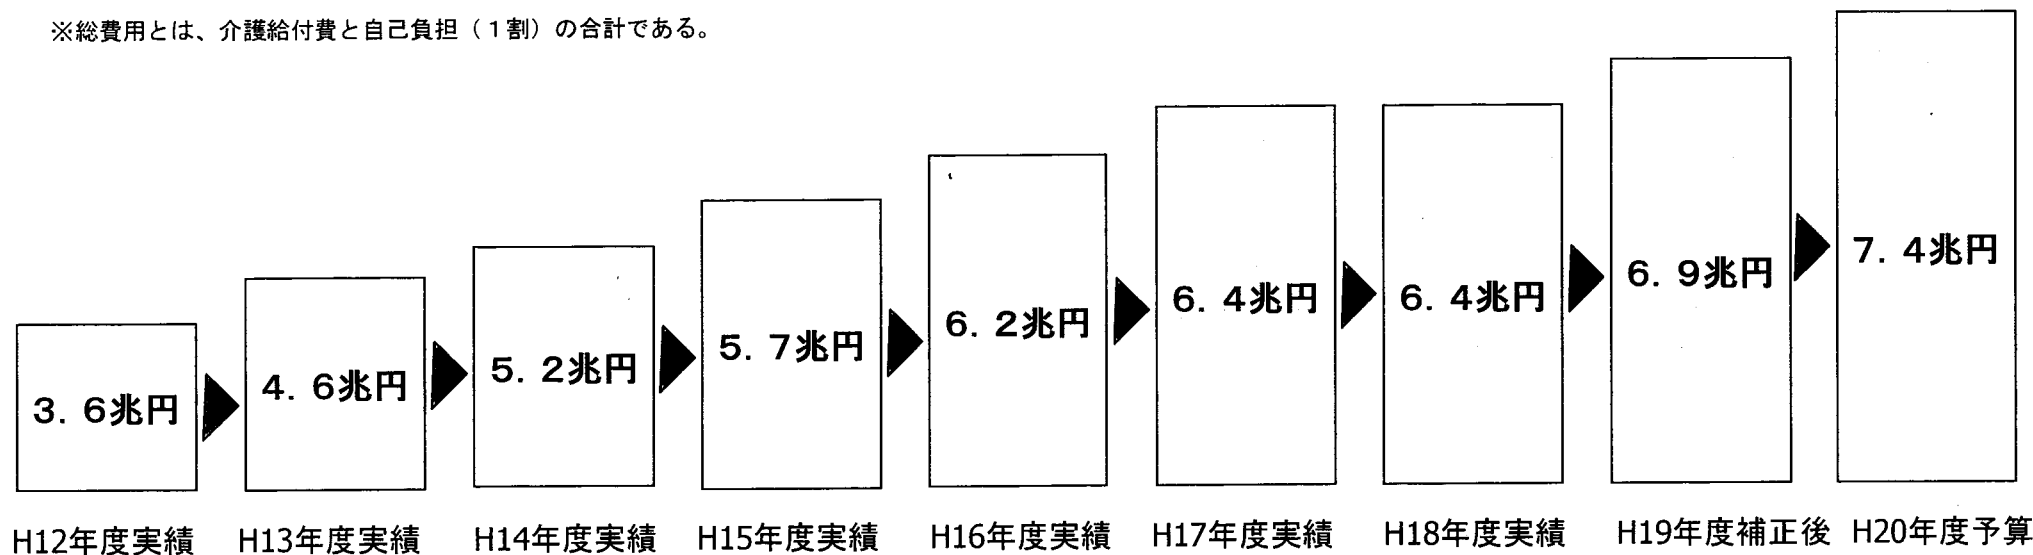 ※総費用とは、介護給付費と自己負担（１割）の合計である。
３．６兆円
４．６兆円
５．２兆円
５．７兆円
６．２兆円
６．４兆円
６．４兆円
６．９兆円
７．４兆円
H12年度実績
H13年度実績
H14年度実績
H15年度実績
H16年度実績
H17年度実績
H18年度実績
H19年度補正後
H20年度予算